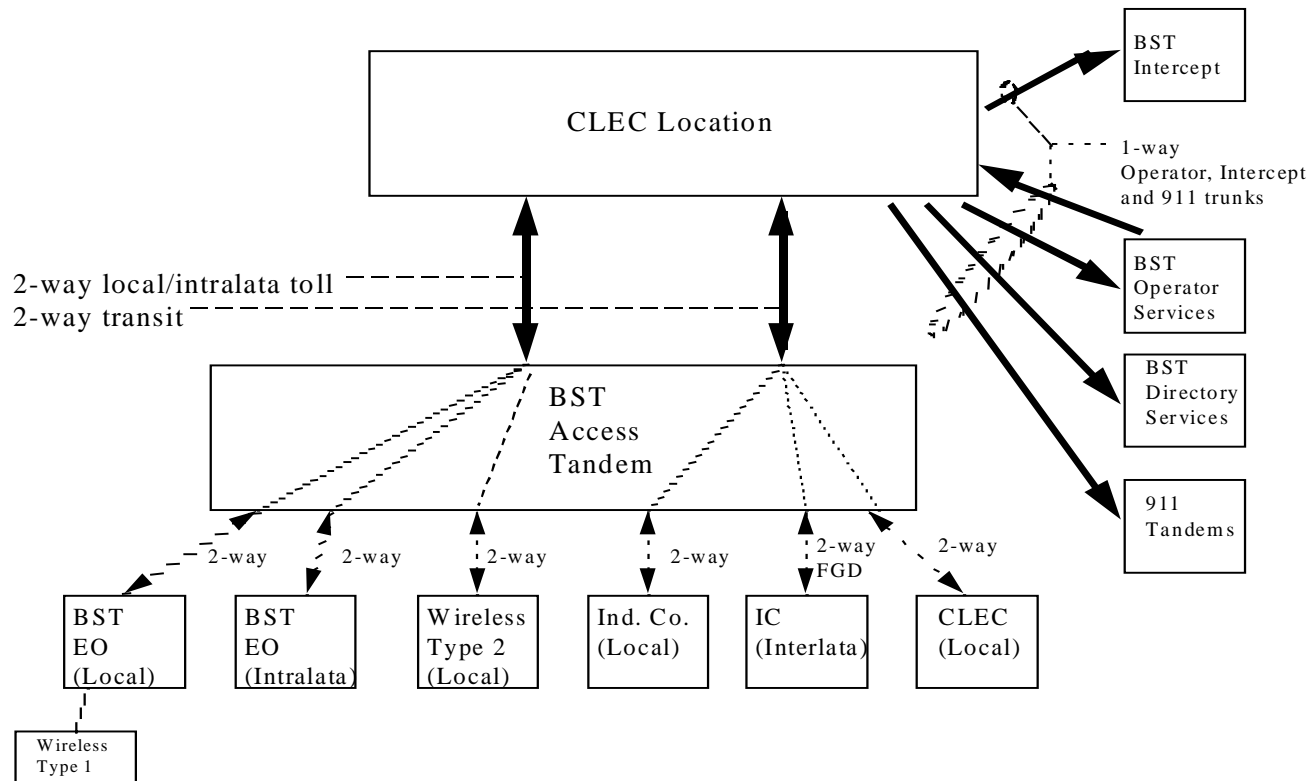 BST
Intercept
CLEC Location
1-way
Operator, Intercept
and 911 trunks
2-way local/intralata toll
2-way transit
BST
Operator
Services
BST
Access
Tandem
BST
Directory
Services
911
Tandems
2-way
2-way
2-way
2-way
2-way
FGD
2-way
BST
EO
(Local)
BST
EO
(Intralata)
Wireless
Type 2
(Local)
Ind. Co.
(Local)
IC
(Interlata)
CLEC
(Local)
Wireless
Type 1